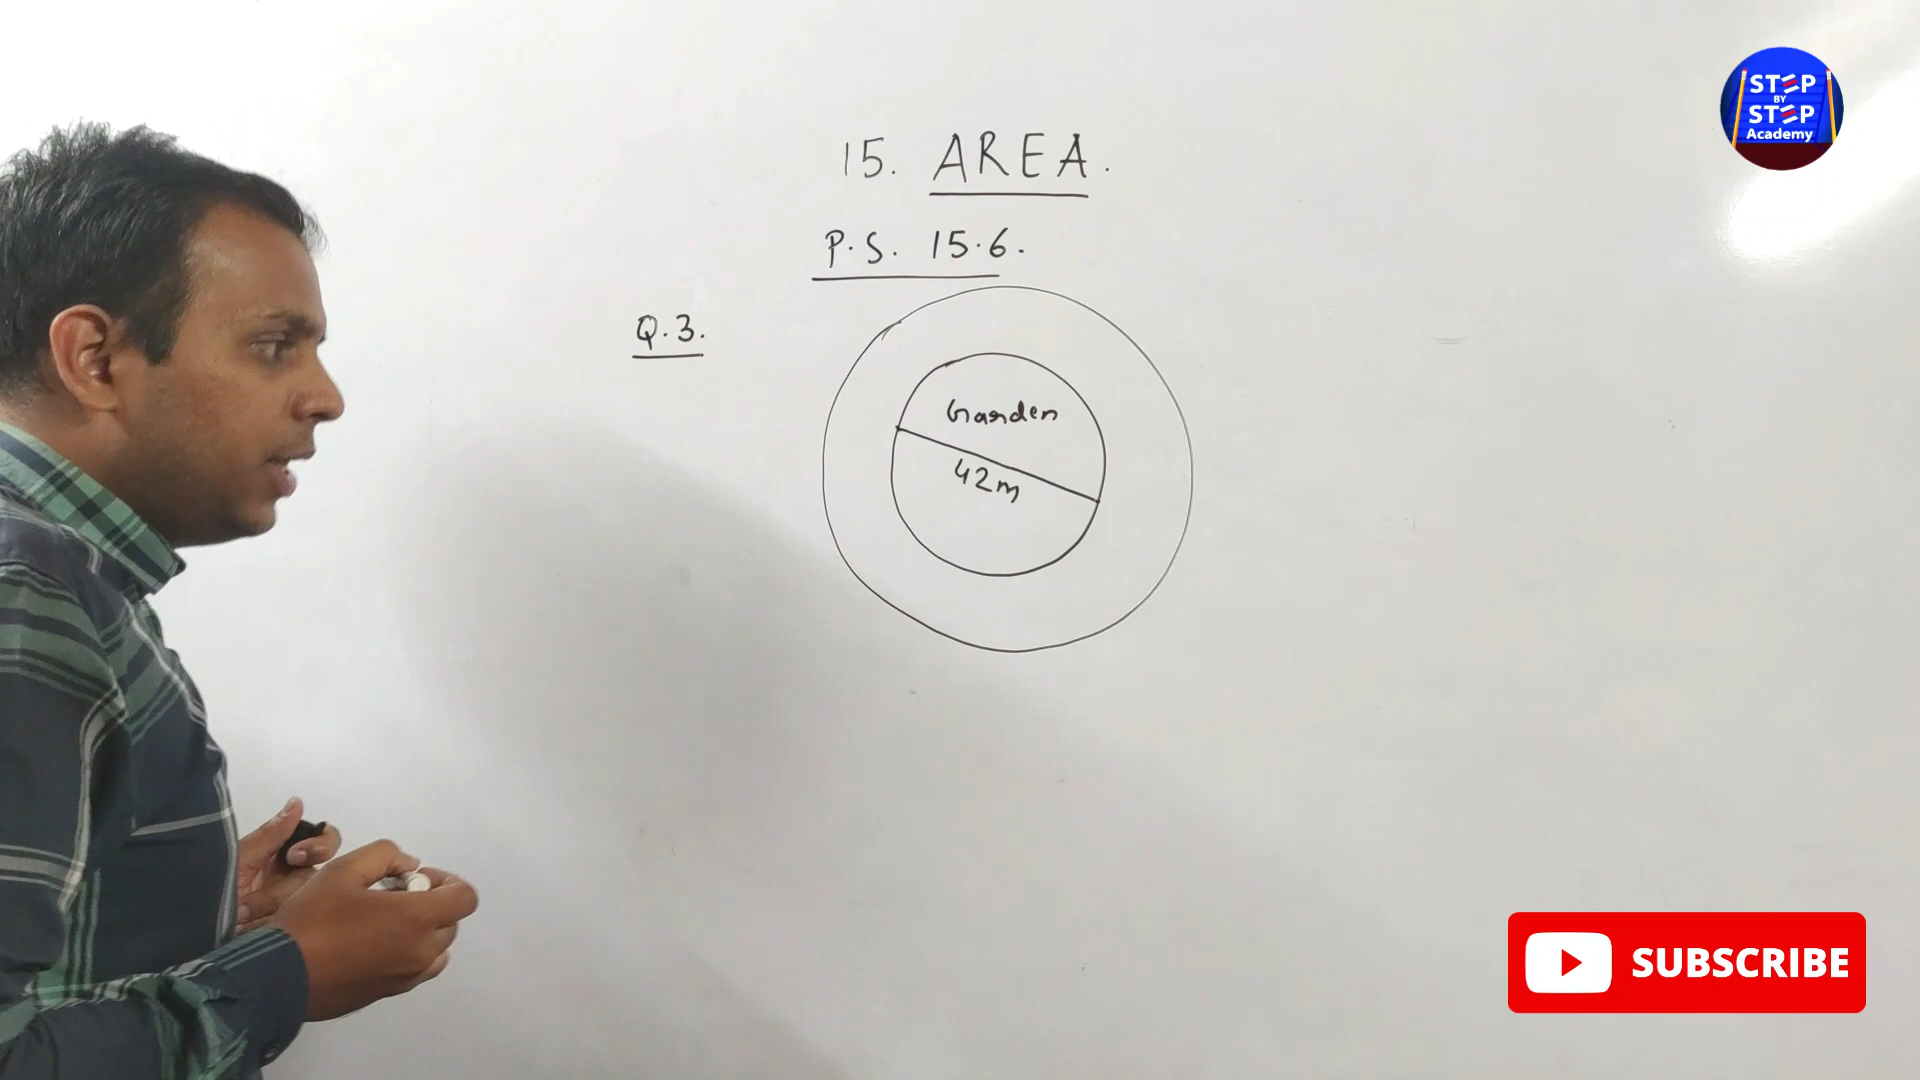 STEP
BY
STEP
Academy
15. AREA.
P.S. 15.6.
Q.3.
Garden
42m
SUBSCRIBE